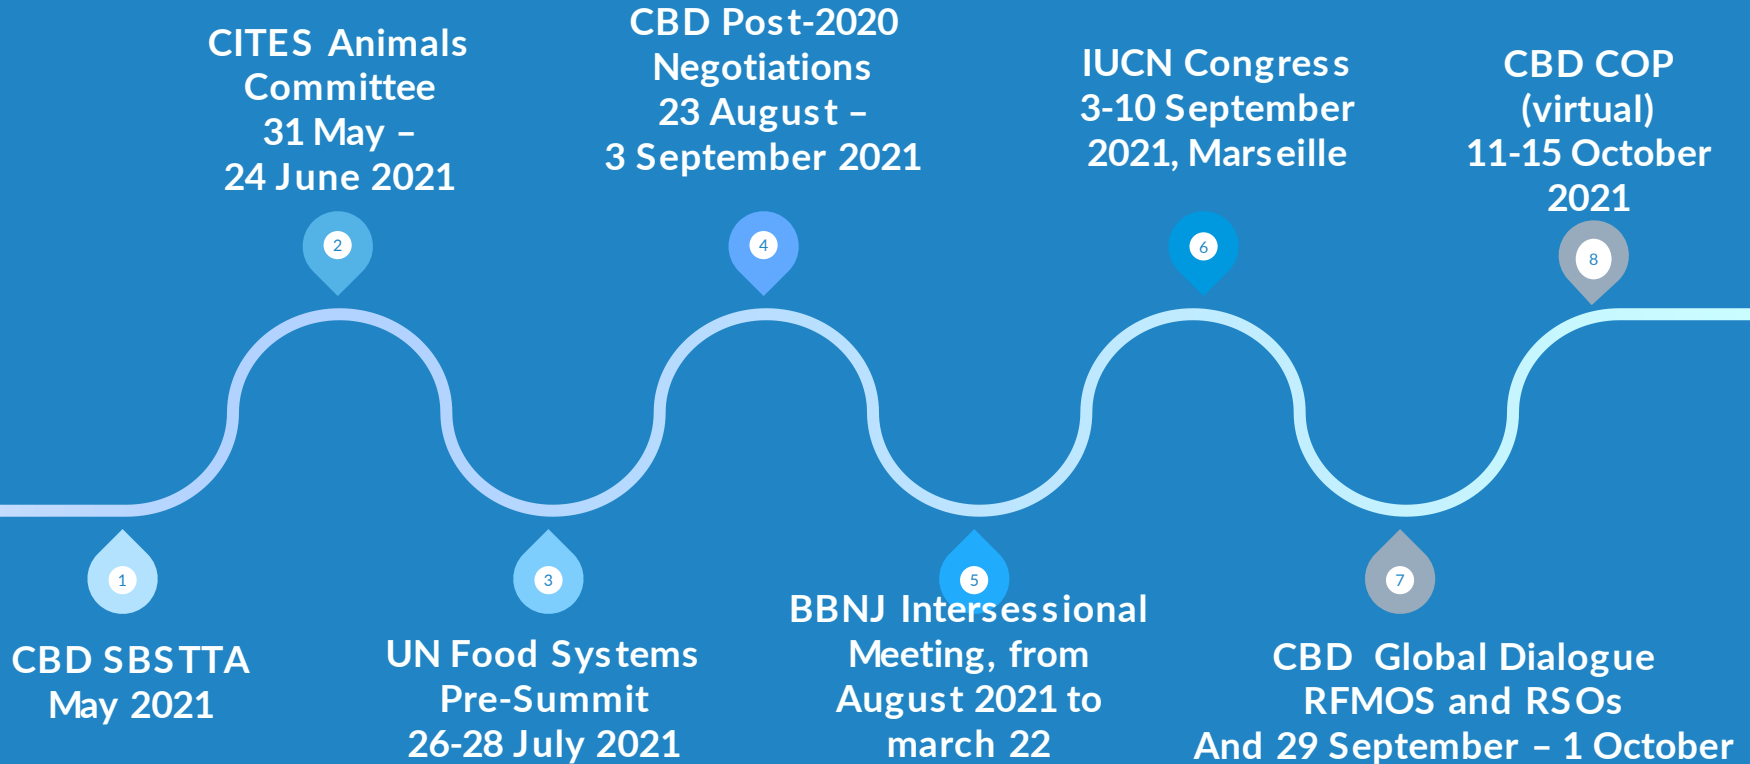 CITES Animals
Committee
31 May –
24 June 2021
2
CBD Post-2020
Negotiations
23 August –
3 September 2021
4
IUCN Congress
3-10 September
2021, Marseille
6
CBD COP
(virtual)
11-15 October
2021
8
1
CBD SBSTTA
May 2021
3
UN Food Systems
Pre-Summit
26-28 July 2021
5
BBNJ Intersessional
Meeting, from
August 2021 to
march 22
7
CBD Global Dialogue
RFMOS and RSOs
And 29 September – 1 October